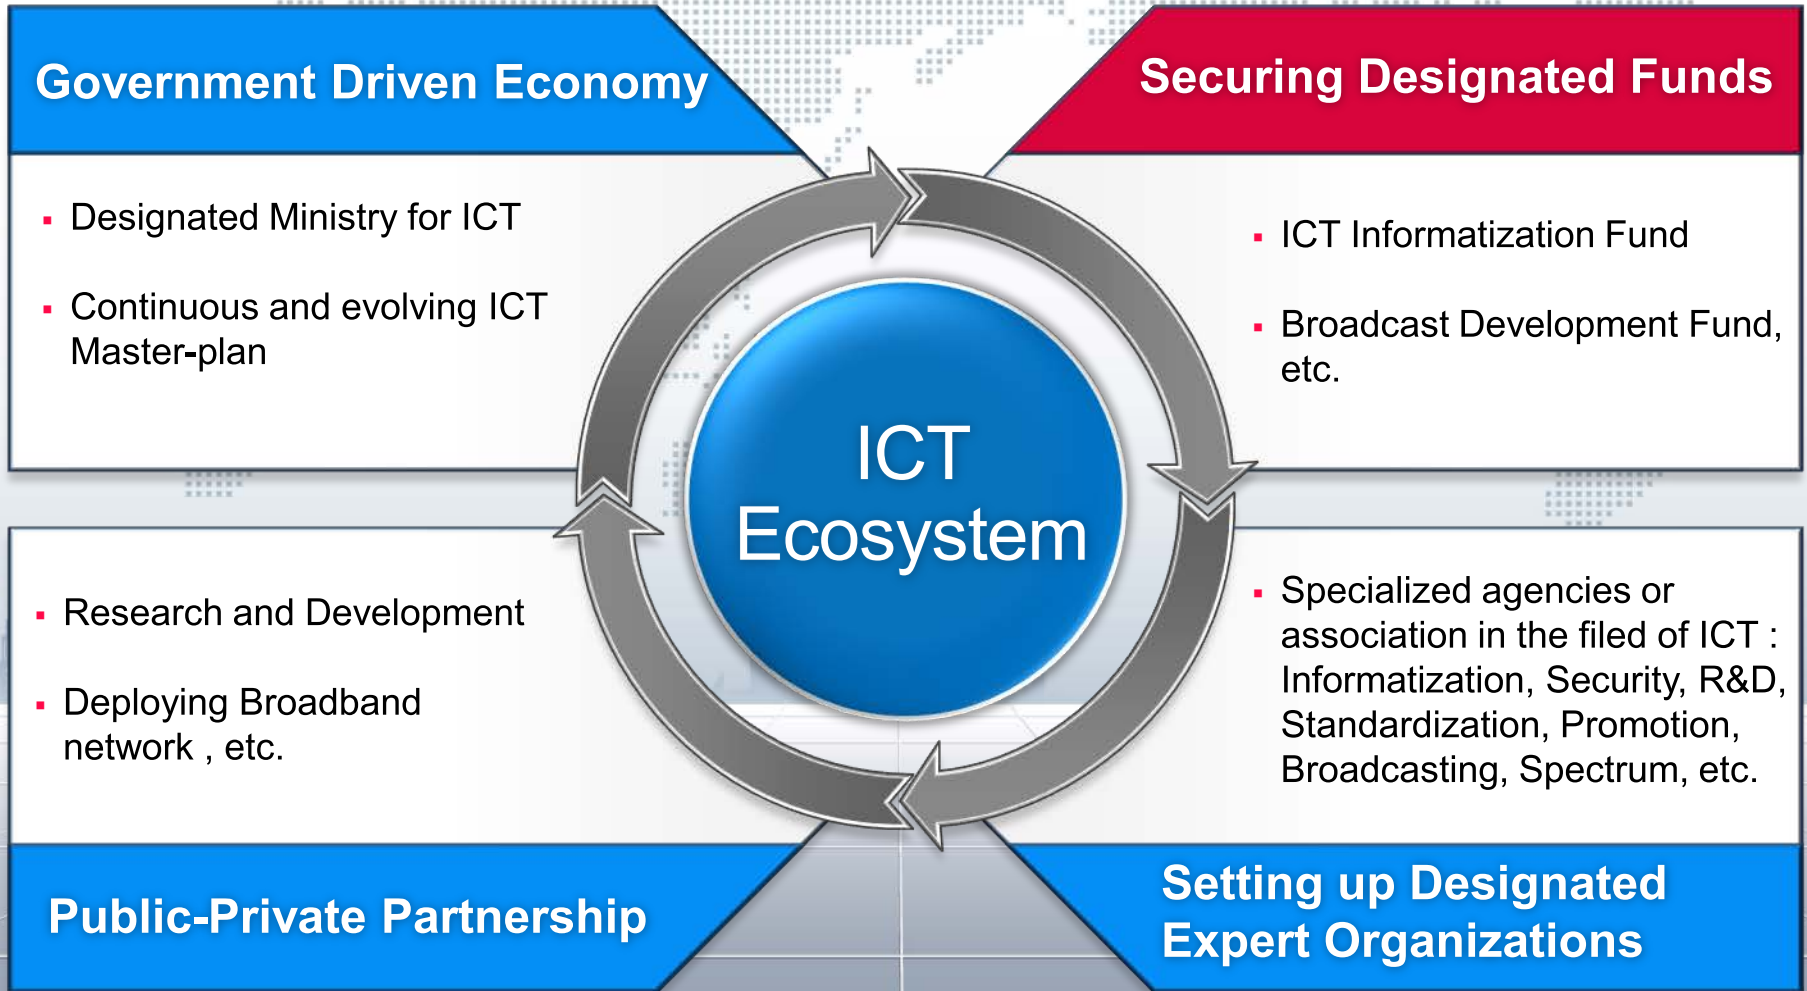 Government Driven Economy
▪ Designated Ministry for ICT
▪ Continuous and evolving ICT
Master-plan
Securing Designated Funds
▪ ICT Informatization Fund
▪ Broadcast Development Fund,
etc.
ICT
Ecosystem
▪ Research and Development
▪ Deploying Broadband
network , etc.
Public-Private Partnership
▪ Specialized agencies or
association in the filed of ICT :
Informatization, Security, R&D,
Standardization, Promotion,
Broadcasting, Spectrum, etc.
Setting up Designated
Expert Organizations